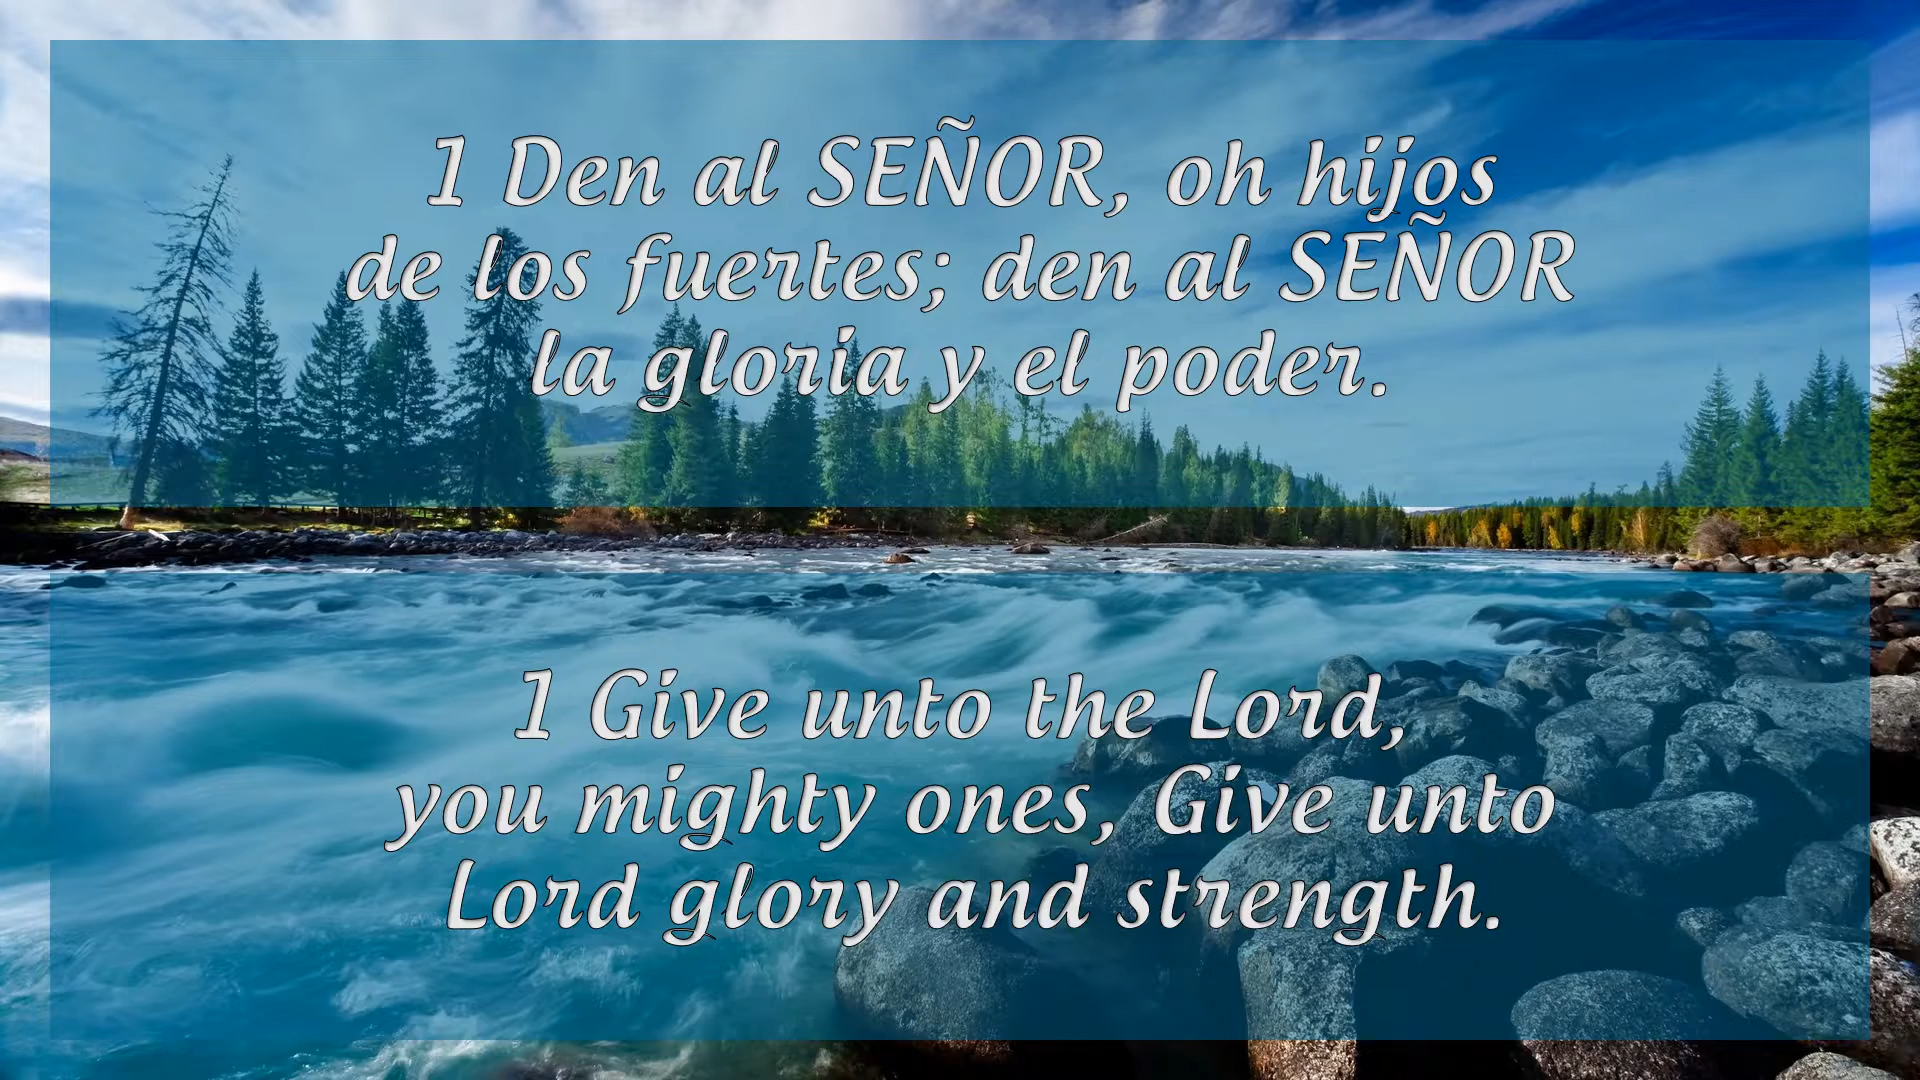 1 Den al SEÑOR, oh hijos
de los fuertes; den al SEÑOR
la gloria y el poder.
1 Give unto the Lord,
you mighty ones, Give unto
Lord glory and strength.